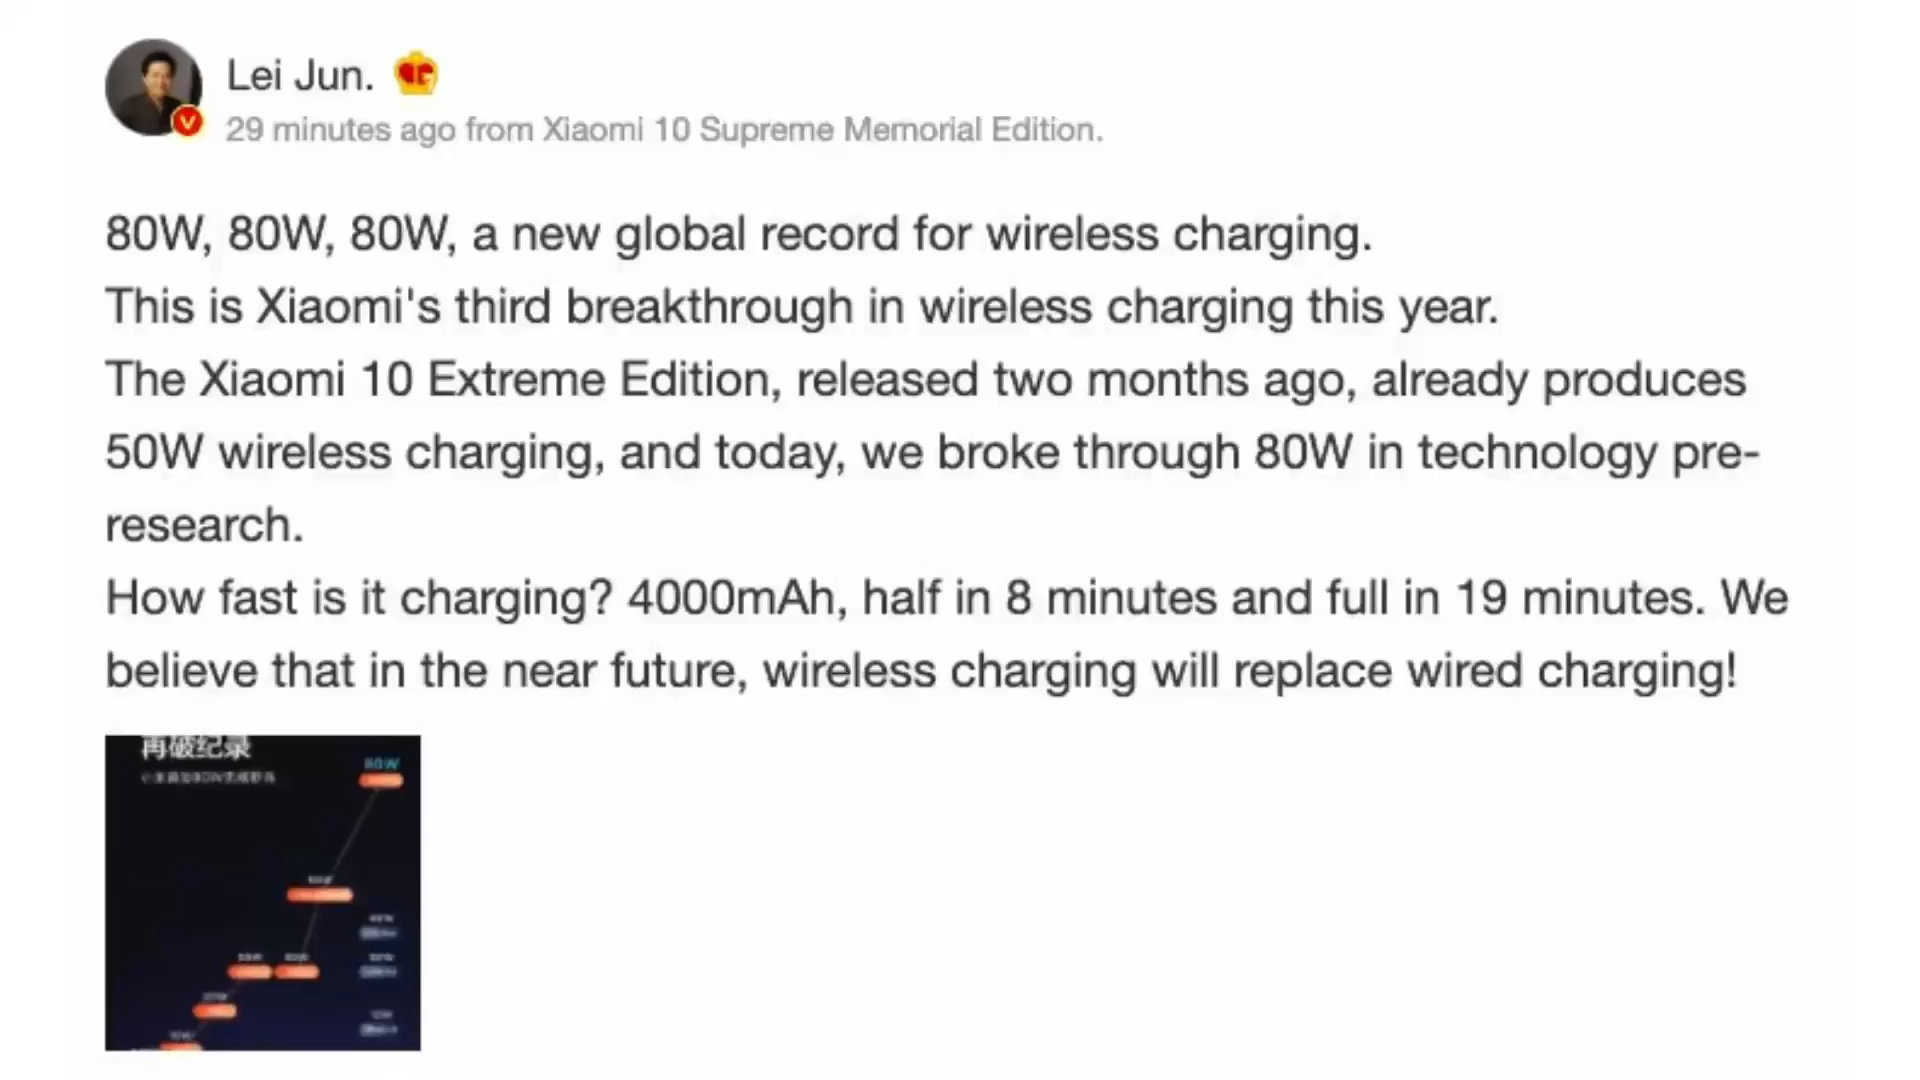 Lei Jun.
29 minutes ago from Xiaomi 10 Supreme Memorial Edition.
80W, 80W, 80W, a new global record for wireless charging.
This is Xiaomi's third breakthrough in wireless charging this year.
The Xiaomi 10 Extreme Edition, released two months ago, already produces
50W wireless charging, and today, we broke through 80W in technology pre-
research.
How fast is it charging? 4000mAh, half in 8 minutes and full in 19 minutes. We
believe that in the near future, wireless charging will replace wired charging!
再破纪录
80W